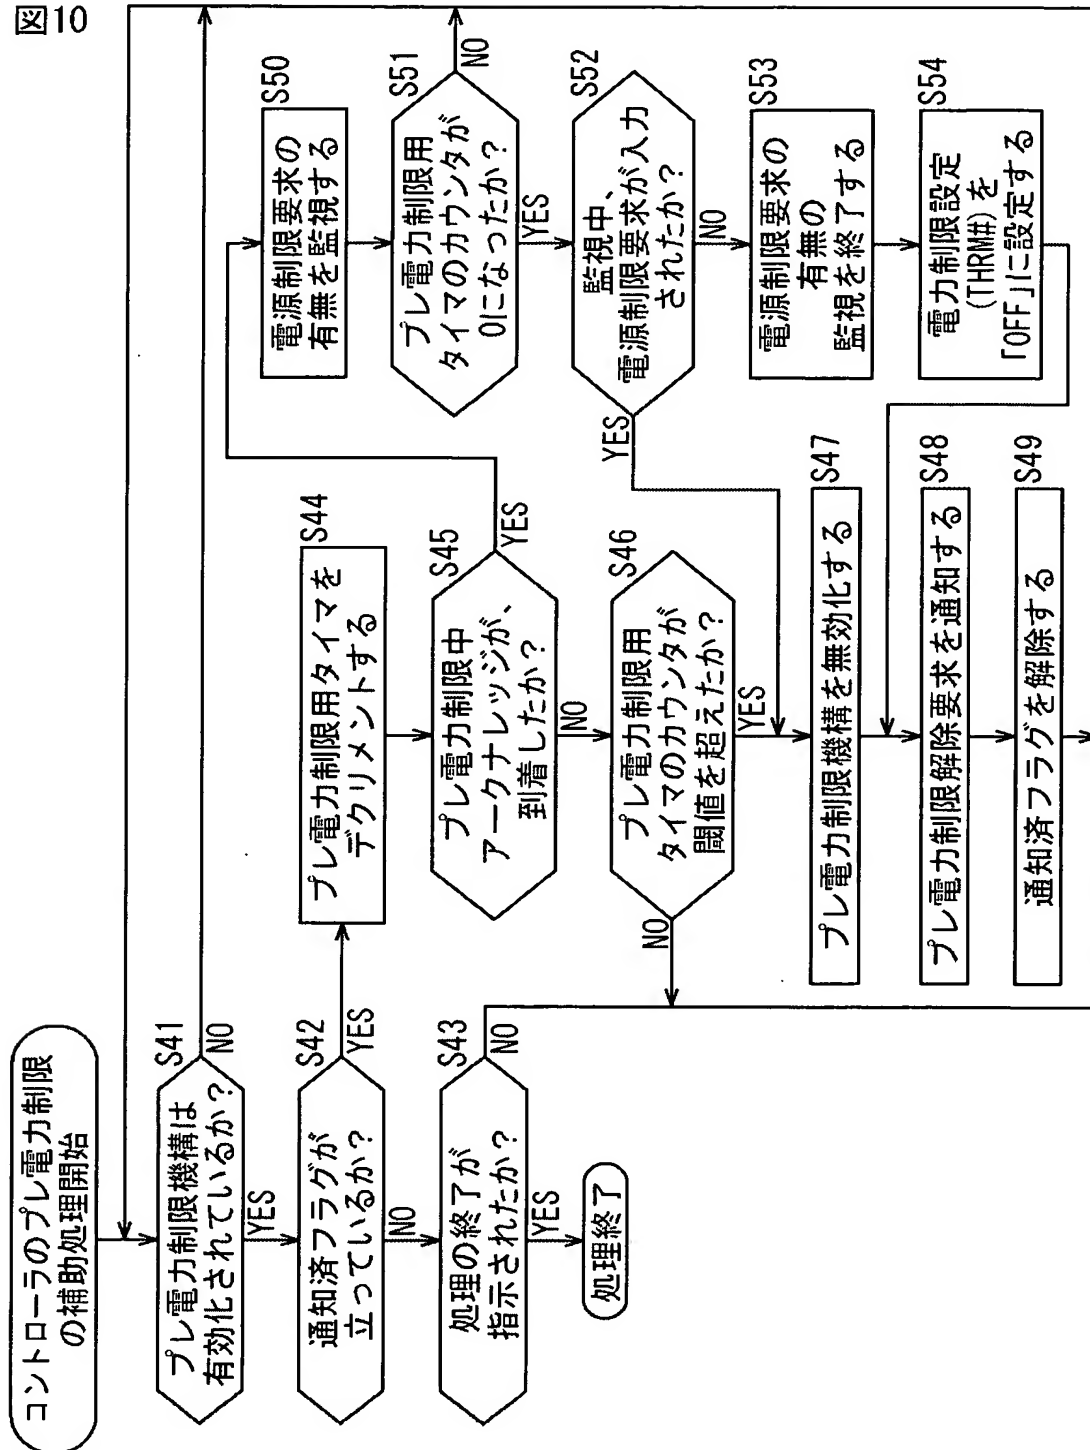 図10
コントローラのプレ電力制限
の補助処理開始
S41
プレ電力制限機構は
有効化されているか?
NO
YES
S42
通知済フラグが
立っているか?
YES
NO
S43
処理の終了が
指示されたか?
NO
YES
処理終了
S44
プレ電力制限用タイマを
デクリメントする
S45
プレ電力制限中
アークナレッジが、
到着したか?
YES
NO
S46
プレ電力制限用
タイマのカウンタが
閾値を超えたか?
NO
YES
S47
プレ電力制限機構を無効化する
S48
プレ電力制限解除要求を通知する
S49
通知済フラグを解除する
S50
電源制限要求の
有無を監視する
S51
プレ電力制限用
タイマのカウンタが
0になったか?
NO
YES
S52
監視中、
電源制限要求が入力
されたか?
YES
NO
S53
電源制限要求の
有無の
監視を終了する
S54
電力制限設定
(THRM#)を
「OFF」に設定する